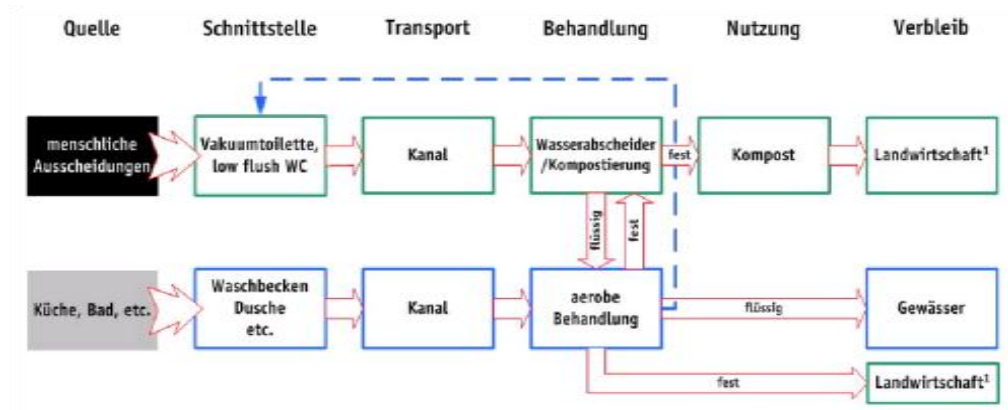 Quelle Schnittstelle Transport Behandlung Nutzung Verbleib
menschliche
Ausscheidungen
Vakuumtoilette,
low flush WC
Kanal
Wasserabscheider
/Kompostierung
fest
Kompost
Landwirtschaft¹
flüssig
fest
Küche, Bad, etc.
Waschbecken
Dusche
etc.
Kanal
aerobe
Behandlung
flüssig
Gewässer
fest
Landwirtschaft¹